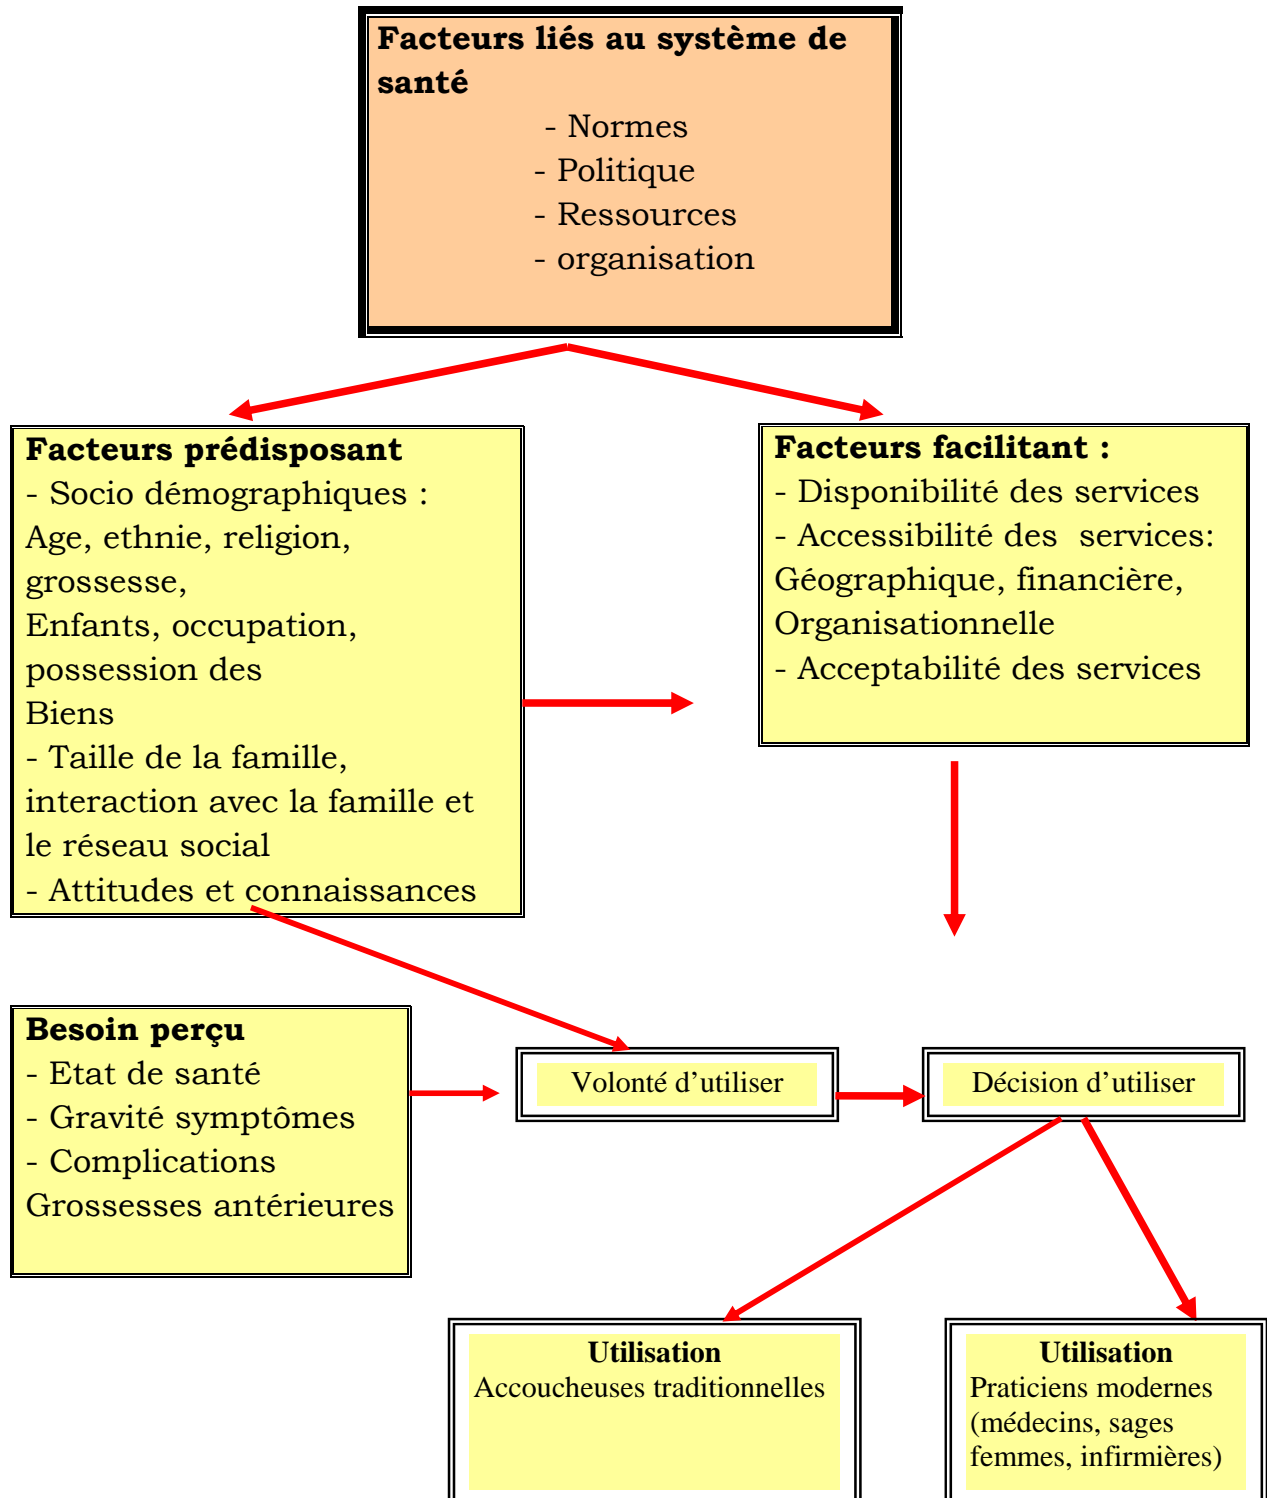 Facteurs liés au système de
santé
- Normes
- Politique
- Ressources
- organisation
Facteurs prédisposant
- Socio démographiques :
Age, ethnie, religion,
grossesse,
Enfants, occupation,
possession des
Biens
- Taille de la famille,
interaction avec la famille et
le réseau social
- Attitudes et connaissances
Facteurs facilitant :
- Disponibilité des services
- Accessibilité des  services:
Géographique, financière,
Organisationnelle
- Acceptabilité des services
Besoin perçu
- Etat de santé
- Gravité symptômes
- Complications
Grossesses antérieures
Volonté d’utiliser
Décision d’utiliser
Utilisation
Accoucheuses traditionnelles
Utilisation
Praticiens modernes
(médecins, sages
femmes, infirmières)